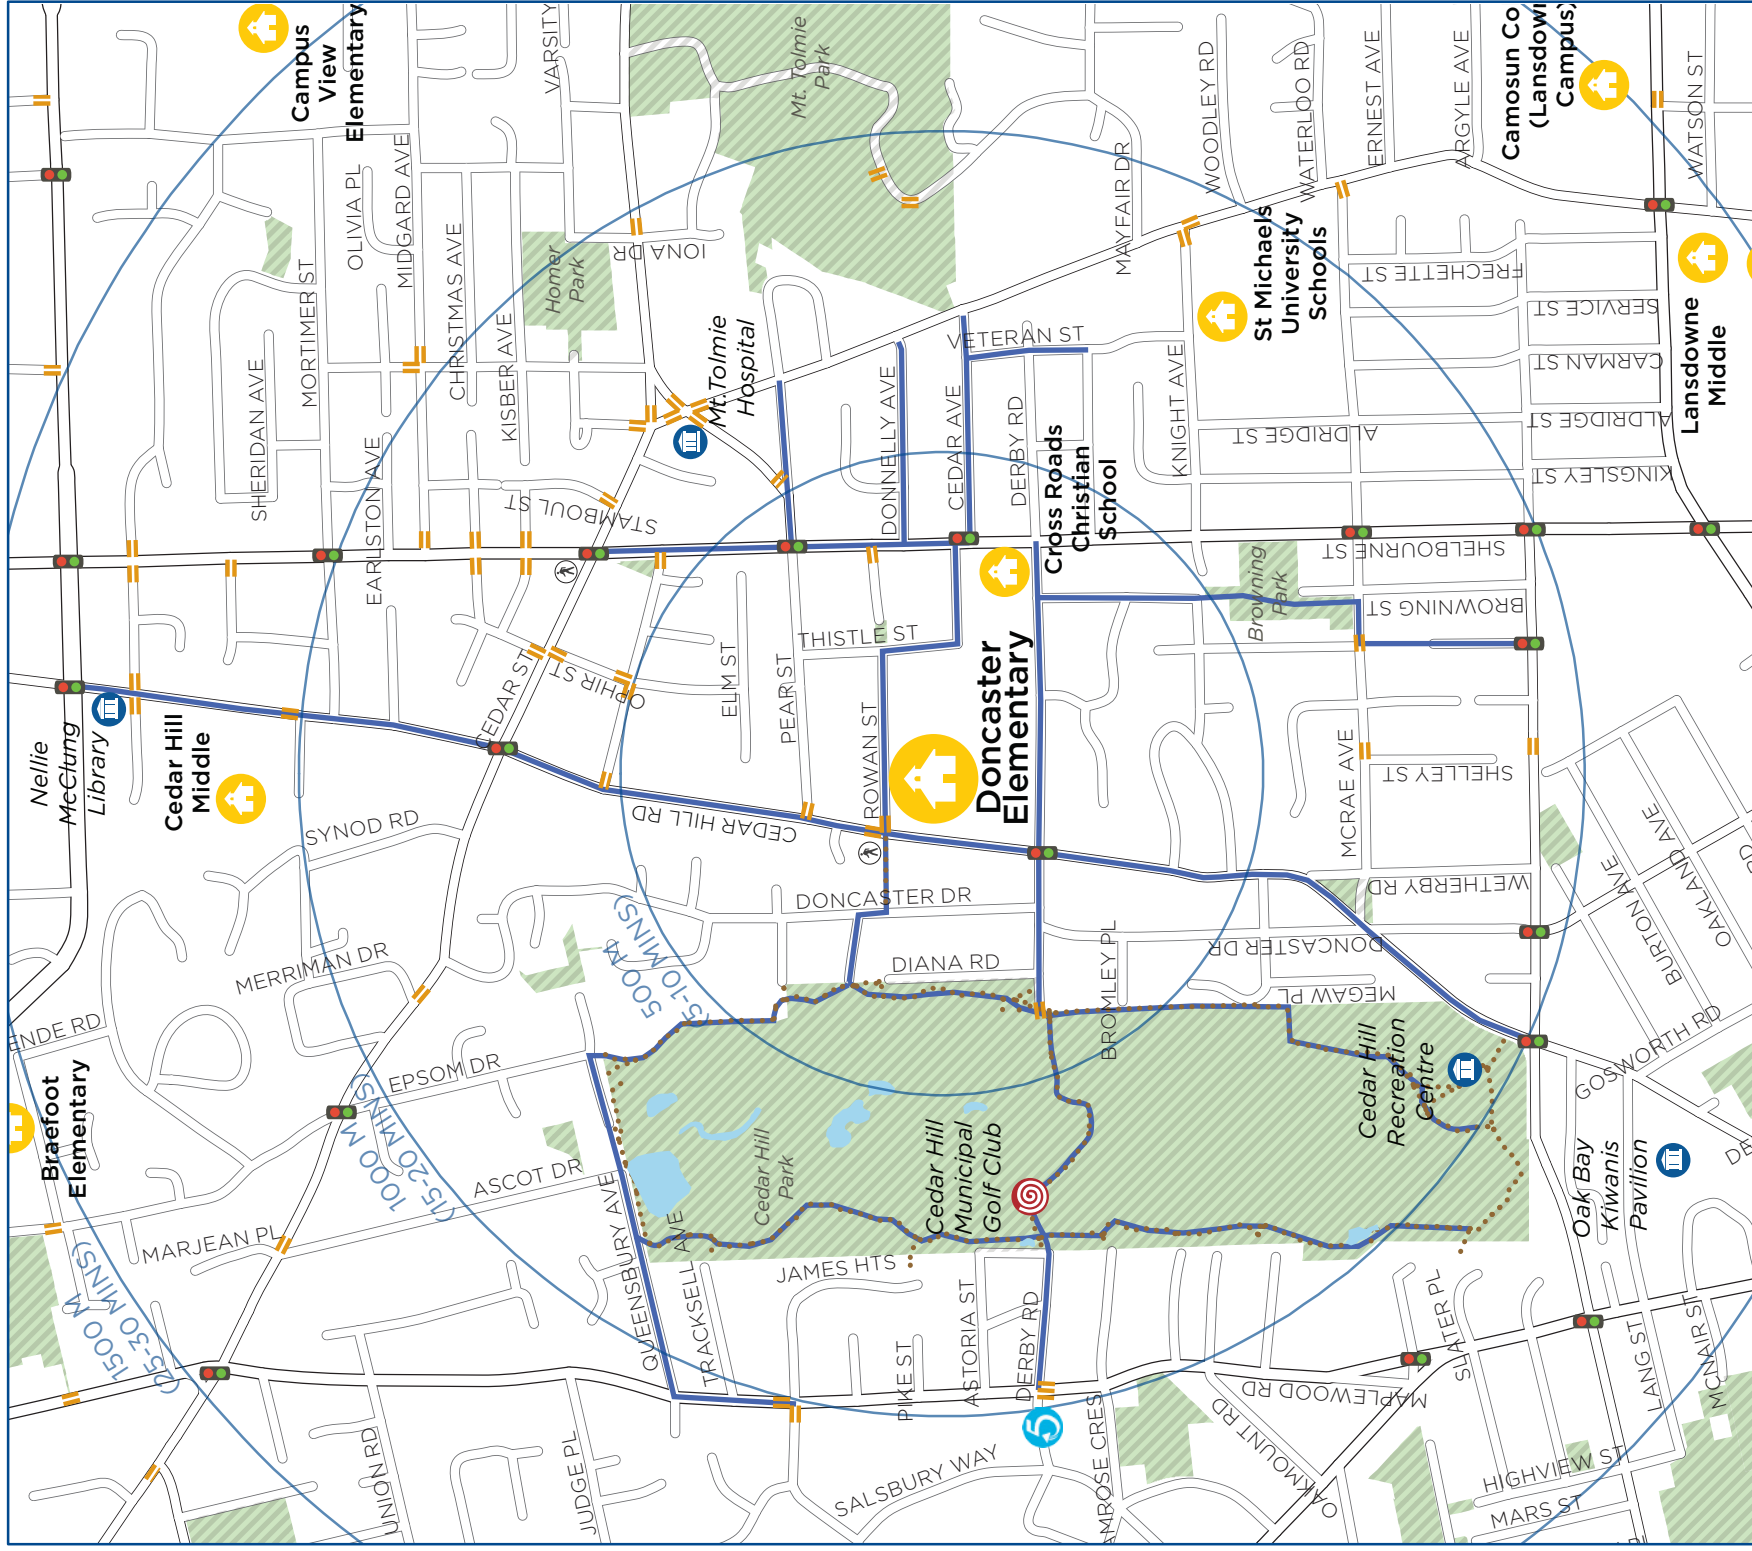 Campus
View
Elementary
VARSITY
Mt. Tolmie
Park
WOODLEY RD
WATERLOO RD
ERNEST AVE
ARGYLE AVE
Camosun Co
(Lansdown
Campus)
WATSON ST
OLIVIA PL
MIDGARD AVE
CHRISTMAS AVE
KISBER AVE
MORTIMER ST
SHERIDAN AVE
EARLSTON AVE
Homer
Park
IONA DR
MAYFAIR DR
St Michaels
University
Schools
FRECHETTE ST
SERVICE ST
CARMAN ST
ALDRIDGE ST
ALDRIDGE ST
KINGSLEY ST
Lansdowne
Middle
Mt.Tolmie
Hospital
STAMBOUL ST
DONNELLY AVE
CEDAR AVE
VETERAN ST
DERBY RD
KNIGHT AVE
Cross Roads
Christian
School
SHELBOURNE ST
BROWNING ST
Browning
Park
THISTLE ST
ELM ST
PEAR ST
ROWAN ST
CEDAR ST
OPHIR ST
Doncaster
Elementary
Nellie
McClung
Library
Cedar Hill
Middle
SYNOD RD
CEDAR HILL RD
MCRAE AVE
SHELLEY ST
WETHERBY RD
DONCASTER DR
DONCASTER DR
DIANA RD
BROMLEY PL
MEGAW PL
BURTON AVE
OAKLAND AVE
GOSWORTH RD
MERRIMAN DR
ENDE RD
EPSOM DR
500 M
(5-10 MINS)
1000 M
(15-20 MINS)
1500 M
(25-30 MINS)
Braefoot
Elementary
ASCOT DR
MARJEAN PL
QUEENSBURY AVE
TRACKSELL AVE
Cedar Hill
Park
Cedar Hill
Municipal
Golf Club
Cedar Hill
Recreation
Centre
Oak Bay
Kiwanis
Pavilion
DE
JAMES HTS
PIKE ST
ASTORIA ST
DERBY RD
5
MAPLEWOOD RD
SLATER PL
LANG ST
MCNAIR ST
UNION RD
JUDGE PL
SALSBURY WAY
AMROSE CRES
OAKMOUNT RD
HIGHVIEW ST
MARS ST